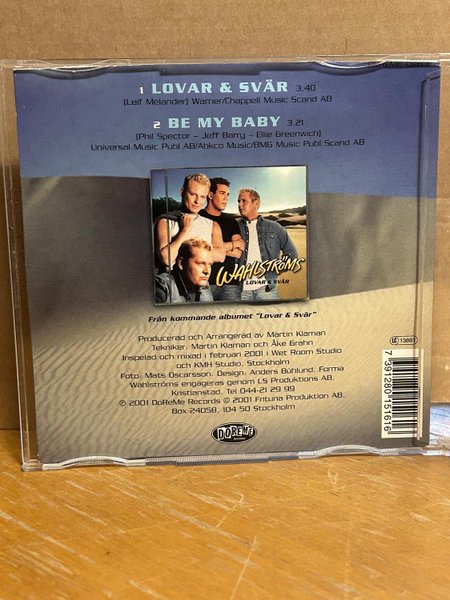 1 LOVAR & SVÄR 3.40
(Leif Melander) Warner/Chappell Music Scand AB
2 BE MY BABY 3.21
(Phil Spector - Jeff Barry - Ellie Greenwich)
Universal Music Publ AB/Abkco Music/BMG Music Publ Scand AB
WAHLSTRÖMS
LOVAR & SVÄR
Från kommande albumet "Lovar & Svär"
Producerad och Arrangerad av Martin Klaman
Tekniker: Martin Klaman och Åke Grahn
Inspelad och mixad i februari 2001 i Wet Room Studio
och KMH Studio, Stockholm
Foto: Mats Oscarsson. Design: Anders Bühlund, Forma
Wahlströms engageras genom LS Produktions AB,
Kristianstad. Tel 044-21 29 99
℗ 2001 DoReMe Records © 2001 Frituna Produktion AB,
Box 24058, 104 50 Stockholm
DOREME
LC 13861
7 391280 151616